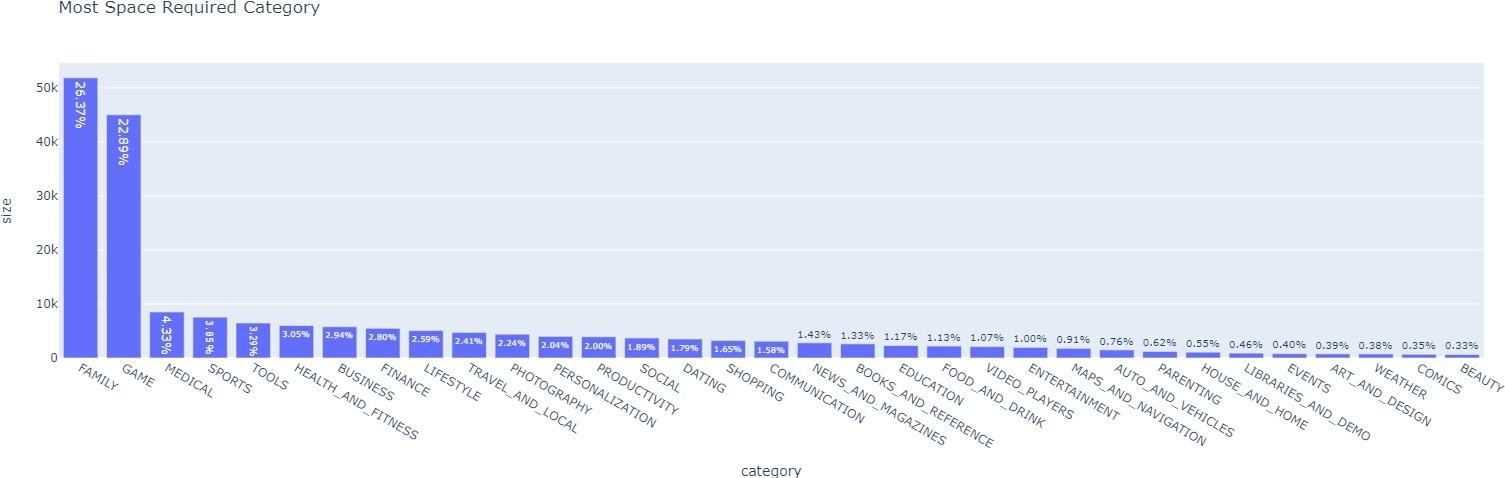 Most Space Required Category
size
50k
40k
30k
20k
10k
0
26.37%
22.89%
4.33%
3.85%
3.29%
3.05%
2.94%
2.80%
2.59%
2.41%
2.24%
2.04%
2.00%
1.89%
1.79%
1.65%
1.58%
1.43%
1.33%
1.17%
1.13%
1.07%
1.00%
0.91%
0.76%
0.62%
0.55%
0.46%
0.40%
0.39%
0.38%
0.35%
0.33%
FAMILY
GAME
MEDICAL
SPORTS
TOOLS
HEALTH_AND_FITNESS
BUSINESS
FINANCE
LIFESTYLE
TRAVEL_AND_LOCAL
PHOTOGRAPHY
PERSONALIZATION
PRODUCTIVITY
SOCIAL
DATING
SHOPPING
COMMUNICATION
NEWS_AND_MAGAZINES
BOOKS_AND_REFERENCE
EDUCATION
FOOD_AND_DRINK
VIDEO_PLAYERS
ENTERTAINMENT
MAPS_AND_NAVIGATION
AUTO_AND_VEHICLES
PARENTING
HOUSE_AND_HOME
LIBRARIES_AND_DEMO
EVENTS
ART_AND_DESIGN
WEATHER
COMICS
BEAUTY
category